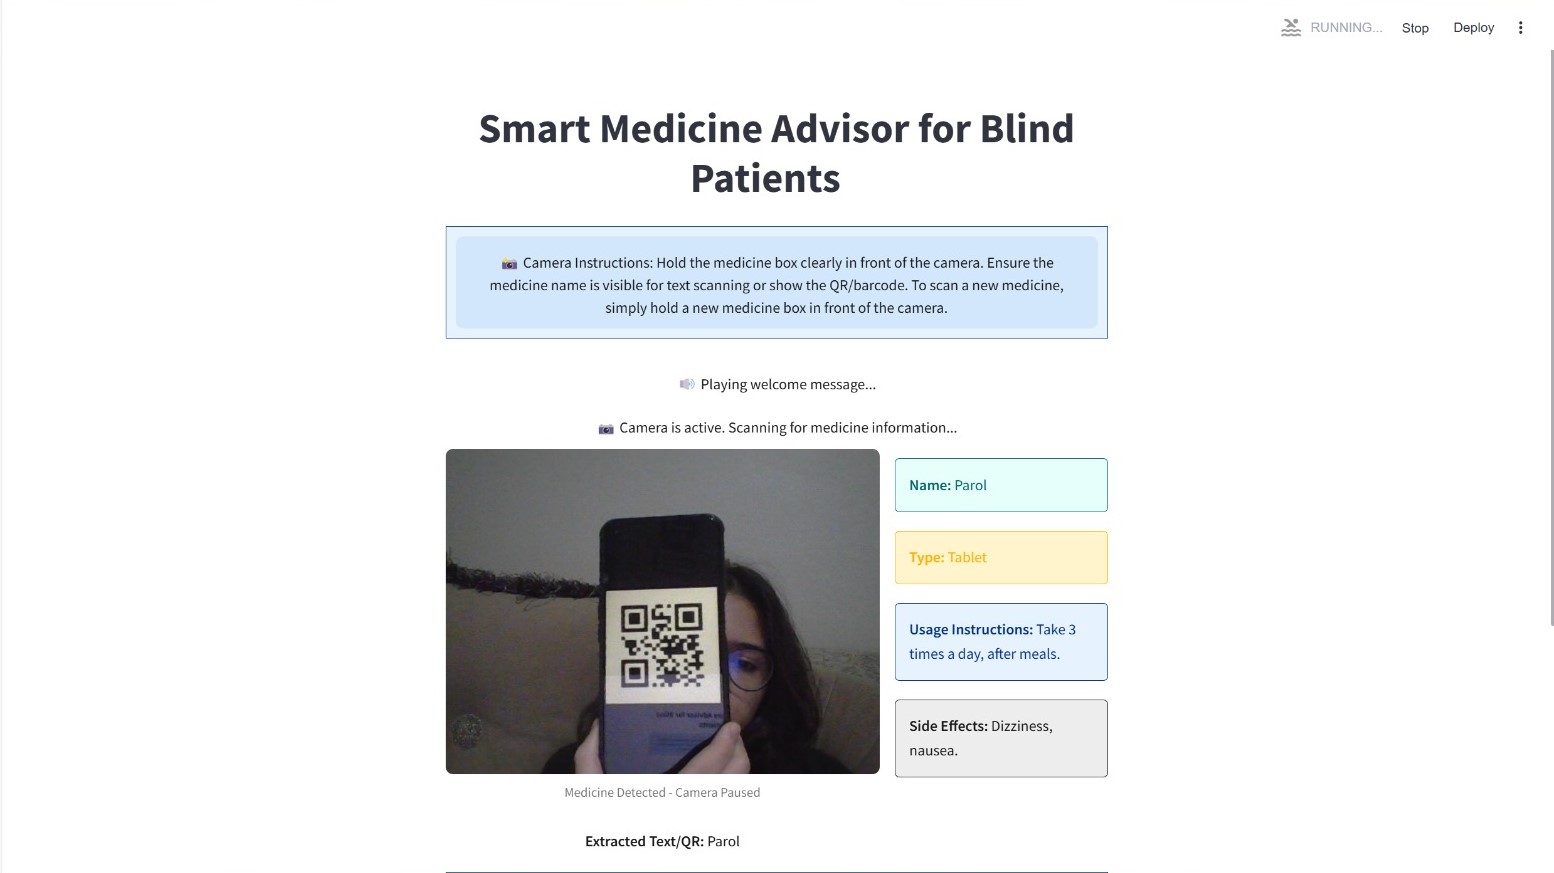 RUNNING...
Stop
Deploy
Smart Medicine Advisor for Blind
Patients
📸 Camera Instructions: Hold the medicine box clearly in front of the camera. Ensure the
medicine name is visible for text scanning or show the QR/barcode. To scan a new medicine,
simply hold a new medicine box in front of the camera.
🔊 Playing welcome message...
📷 Camera is active. Scanning for medicine information...
Name: Parol
Type: Tablet
Usage Instructions: Take 3
times a day, after meals.
Side Effects: Dizziness,
nausea.
Medicine Detected - Camera Paused
Extracted Text/QR: Parol